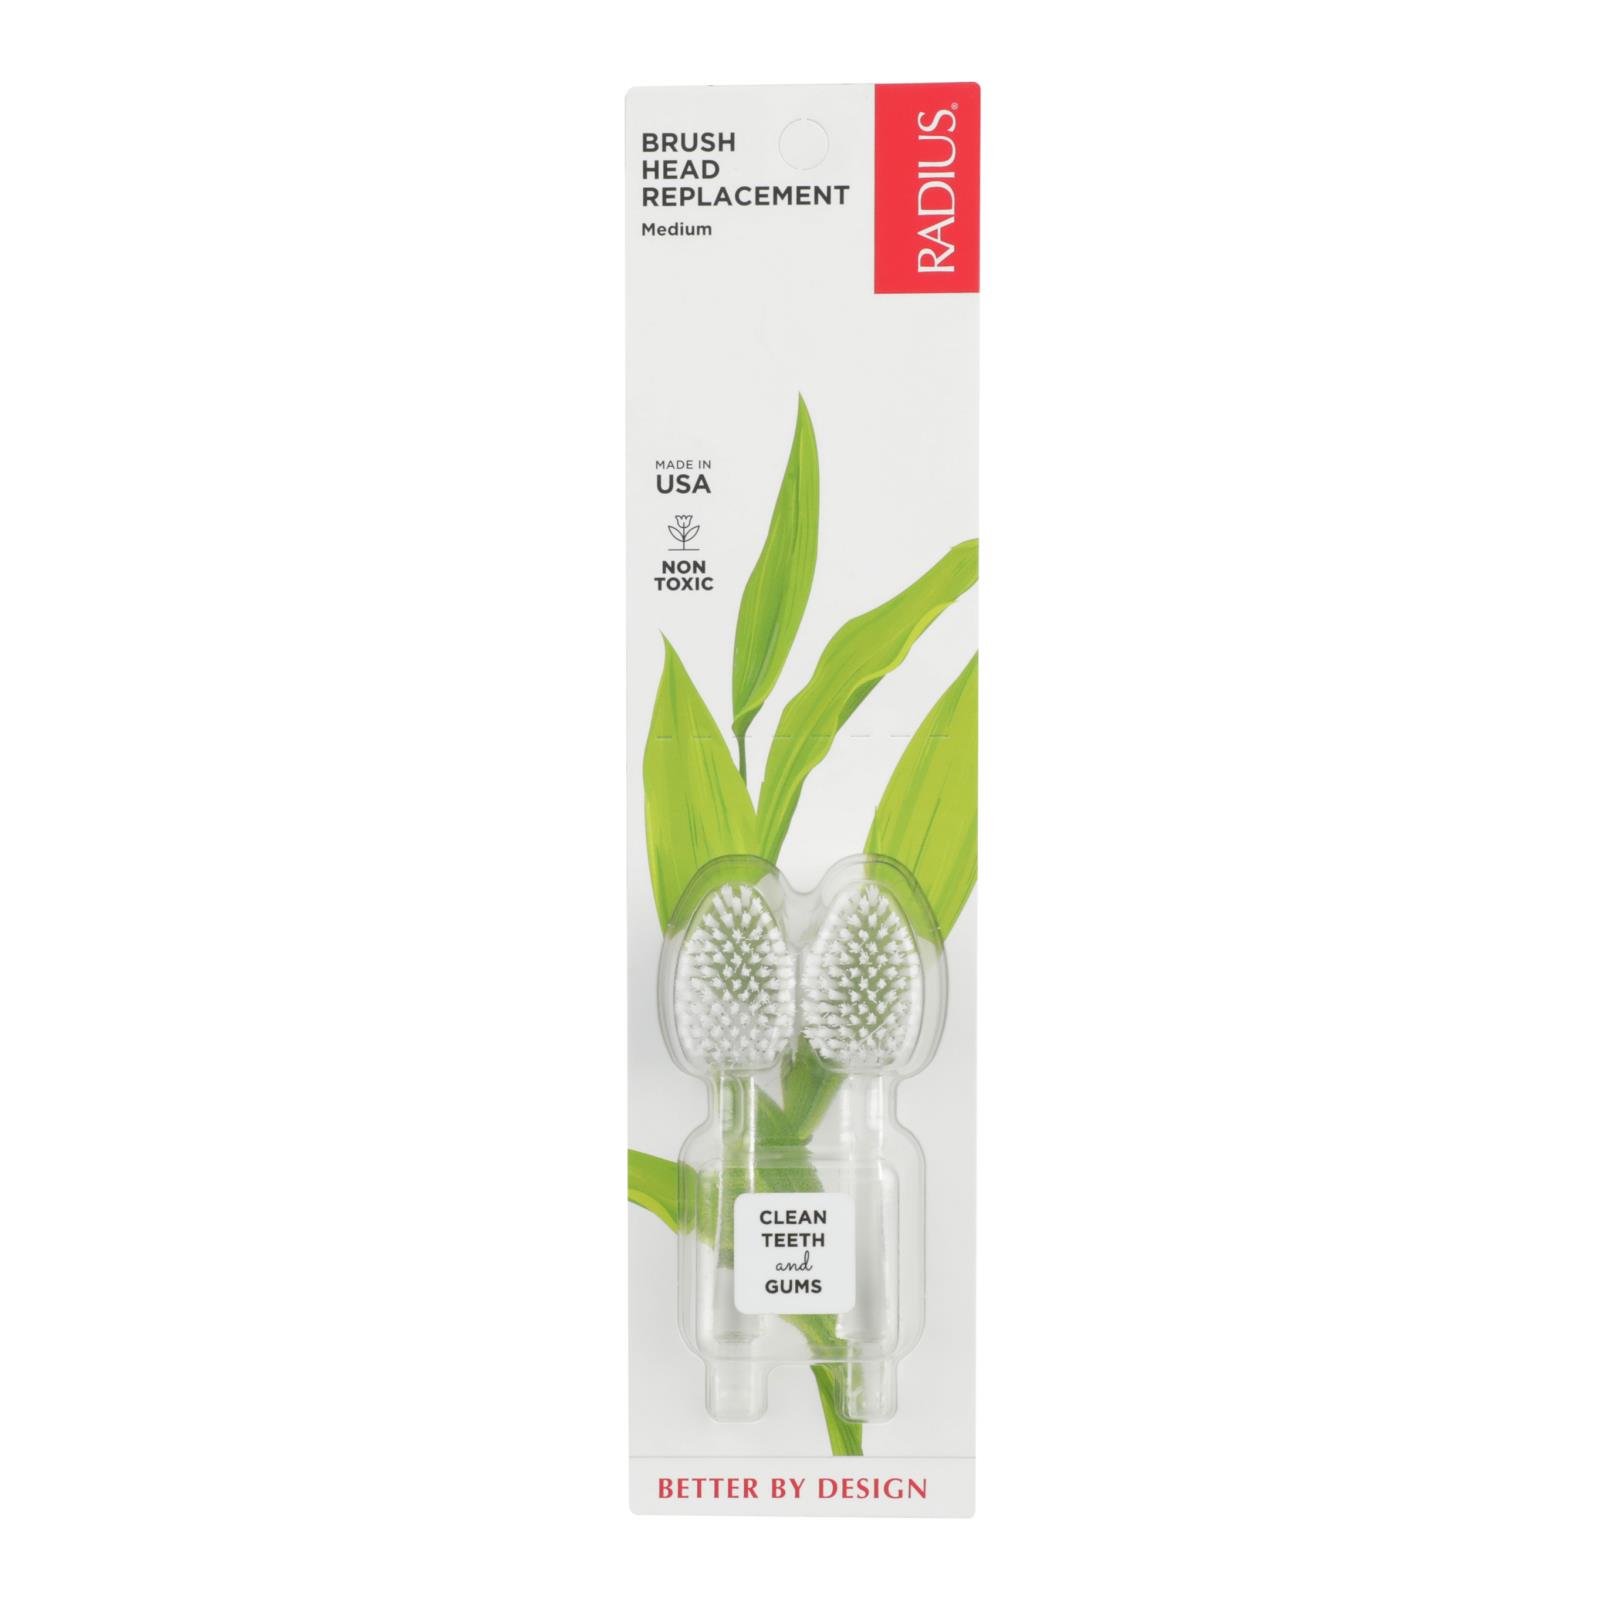 BRUSH
HEAD
REPLACEMENT
Medium
RADIUS®
MADE IN
USA
NON
TOXIC
CLEAN
TEETH
and
GUMS
BETTER BY DESIGN